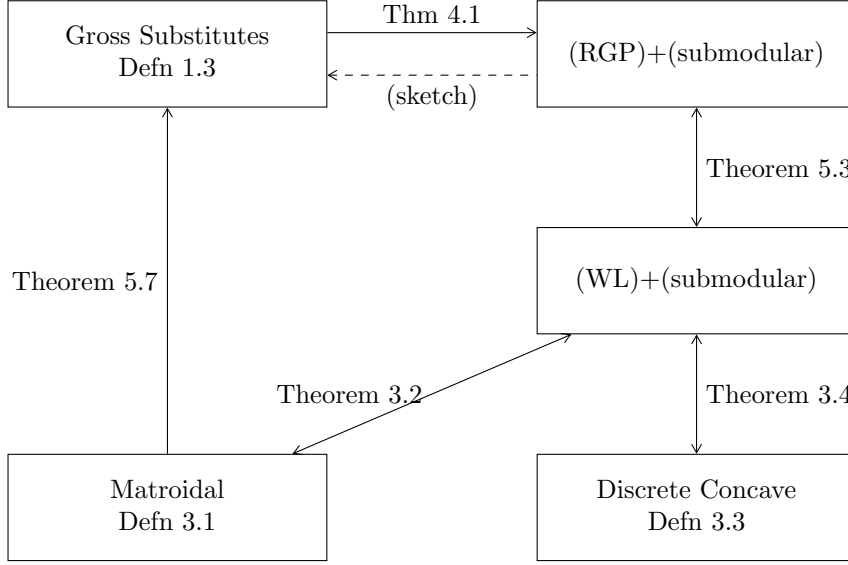 Gross Substitutes
Defn 1.3
Thm 4.1
(sketch)
(RGP)+(submodular)
Theorem 5.3
Theorem 5.7
(WL)+(submodular)
Theorem 3.2
Theorem 3.4
Matroidal
Defn 3.1
Discrete Concave
Defn 3.3